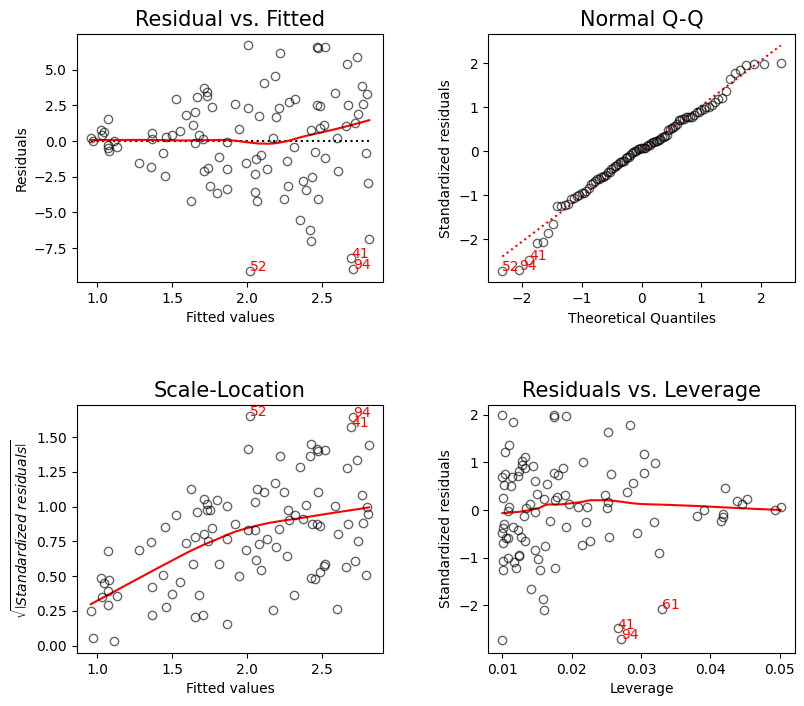 Residual vs. Fitted
Residuals
5.0
2.5
0.0
−2.5
−5.0
−7.5
52
41
94
1.0 1.5 2.0 2.5
Fitted values
Normal Q-Q
Standardized residuals
2
1
0
−1
−2
52 94 41
−2 −1 0 1 2
Theoretical Quantiles
Scale-Location
√|Standardized residuals|
1.50
1.25
1.00
0.75
0.50
0.25
0.00
52
94
41
1.0 1.5 2.0 2.5
Fitted values
Residuals vs. Leverage
Standardized residuals
2
1
0
−1
−2
61
41
94
0.01 0.02 0.03 0.04 0.05
Leverage